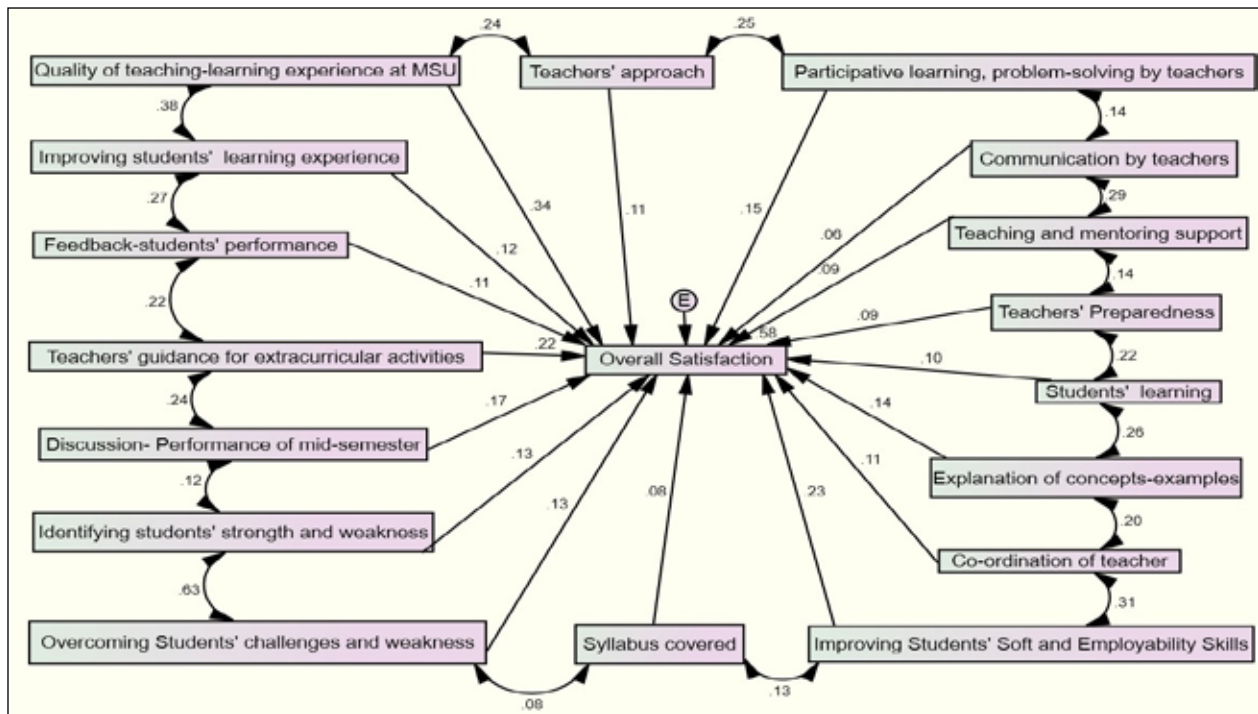 .24
.25
Quality of teaching-learning experience at MSU
Teachers' approach
Participative learning, problem-solving by teachers
.38
.14
Improving students' learning experience
Communication by teachers
.27
.34
.11
.15
.29
Feedback-students' performance
.12
.06
Teaching and mentoring support
.11
.09
.14
.22
E
.09
Teachers' Preparedness
.58
Teachers' guidance for extracurricular activities
.22
Overall Satisfaction
.10
.22
Students' learning
.24
.17
.14
.26
Discussion- Performance of mid-semester
.13
.11
Explanation of concepts-examples
.12
.13
.08
.23
.20
Identifying students' strength and weakness
Co-ordination of teacher
.63
.31
Overcoming Students' challenges and weakness
Syllabus covered
Improving Students' Soft and Employability Skills
.08
.13